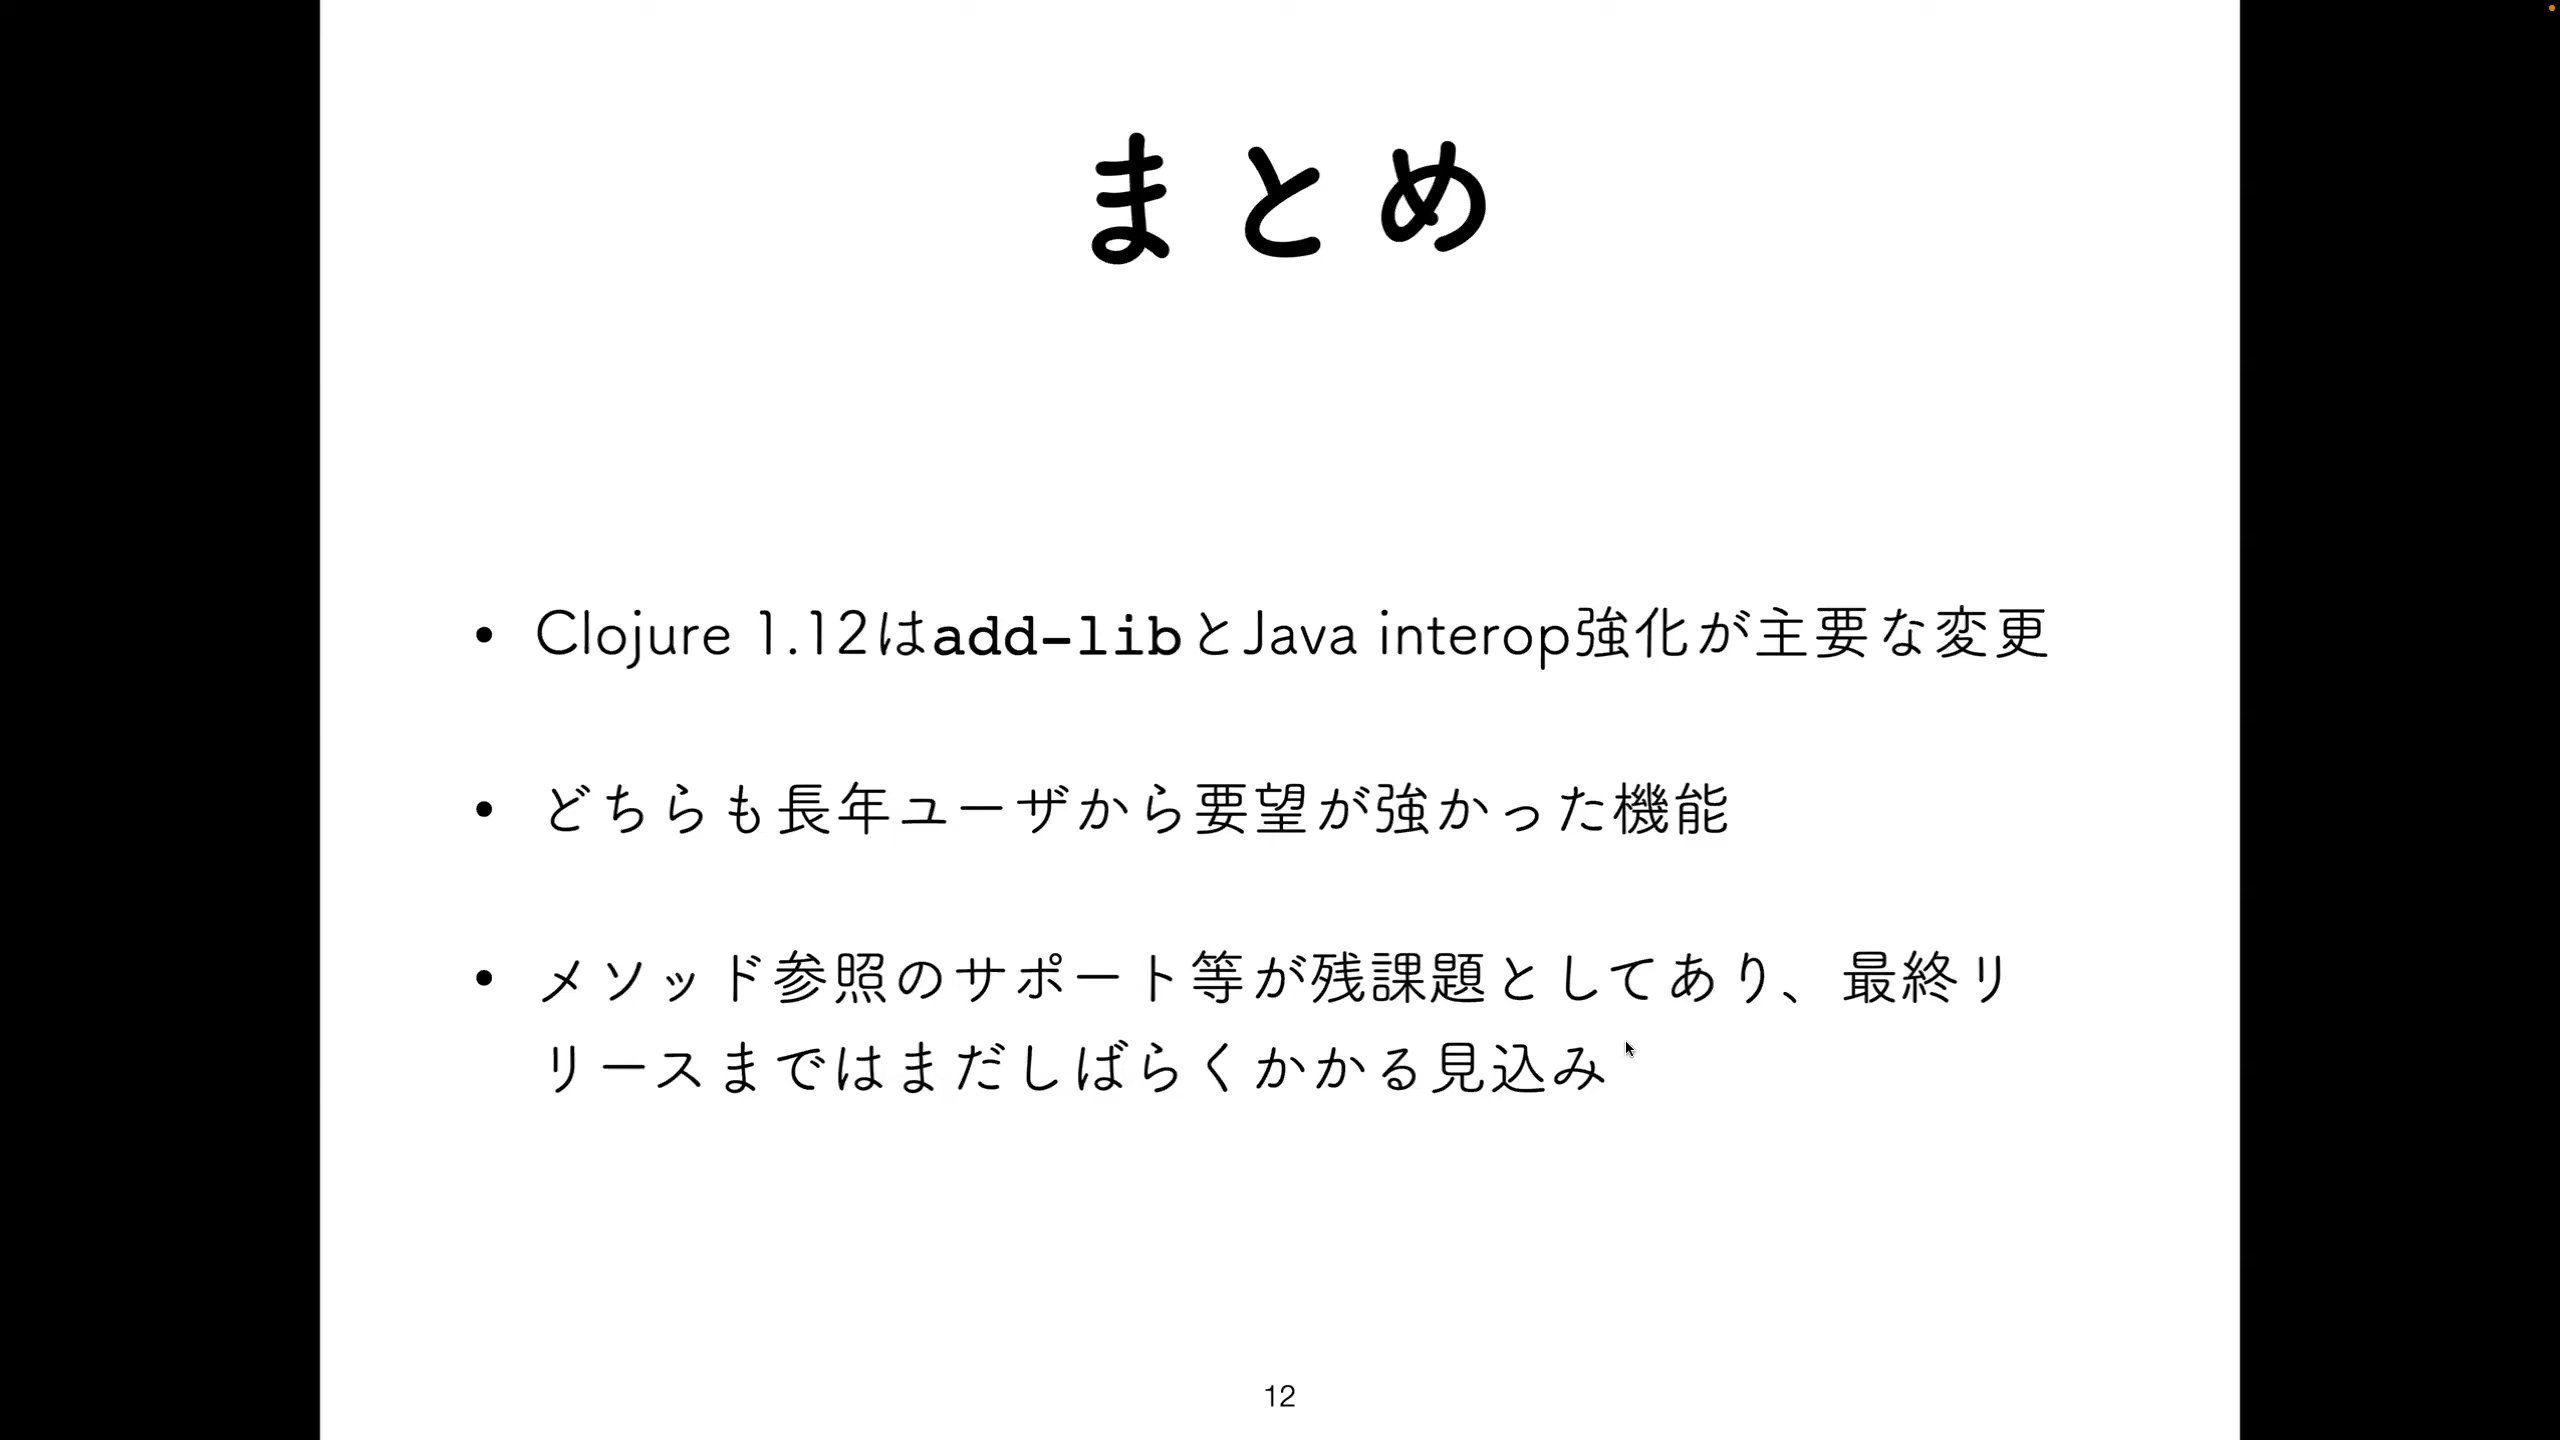 まとめ
• Clojure 1.12はadd-libとJava interop強化が主要な変更
• どちらも長年ユーザから要望が強かった機能
• メソッド参照のサポート等が残課題としてあり、最終リ
リースまではまだしばらくかかる見込み
12